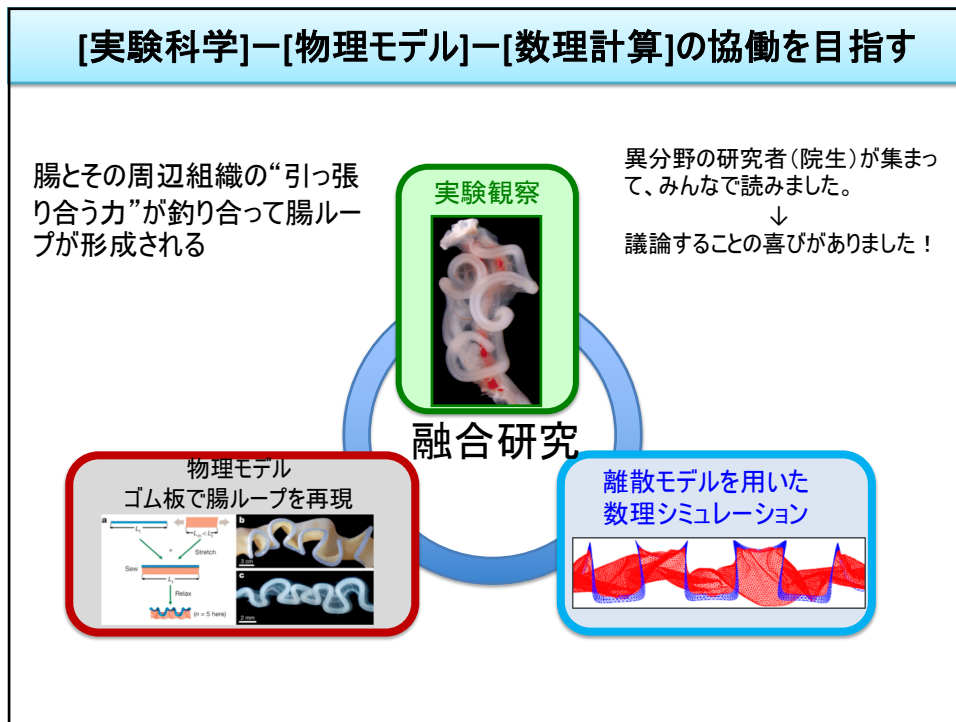 [実験科学]ー[物理モデル]ー[数理計算]の協働を目指す
腸とその周辺組織の“引っ張
り合う力”が釣り合って腸ルー
プが形成される
実験観察
異分野の研究者(院生)が集まっ
て、みんなで読みました。
↓
議論することの喜びがありました！
融合研究
物理モデル
ゴム板で腸ループを再現
a
Lt
Lm < Lt
+
Stretch
Sew
Lt
Relax
(n = 5 here)
b
3 cm
c
2 mm
離散モデルを用いた
数理シミュレーション